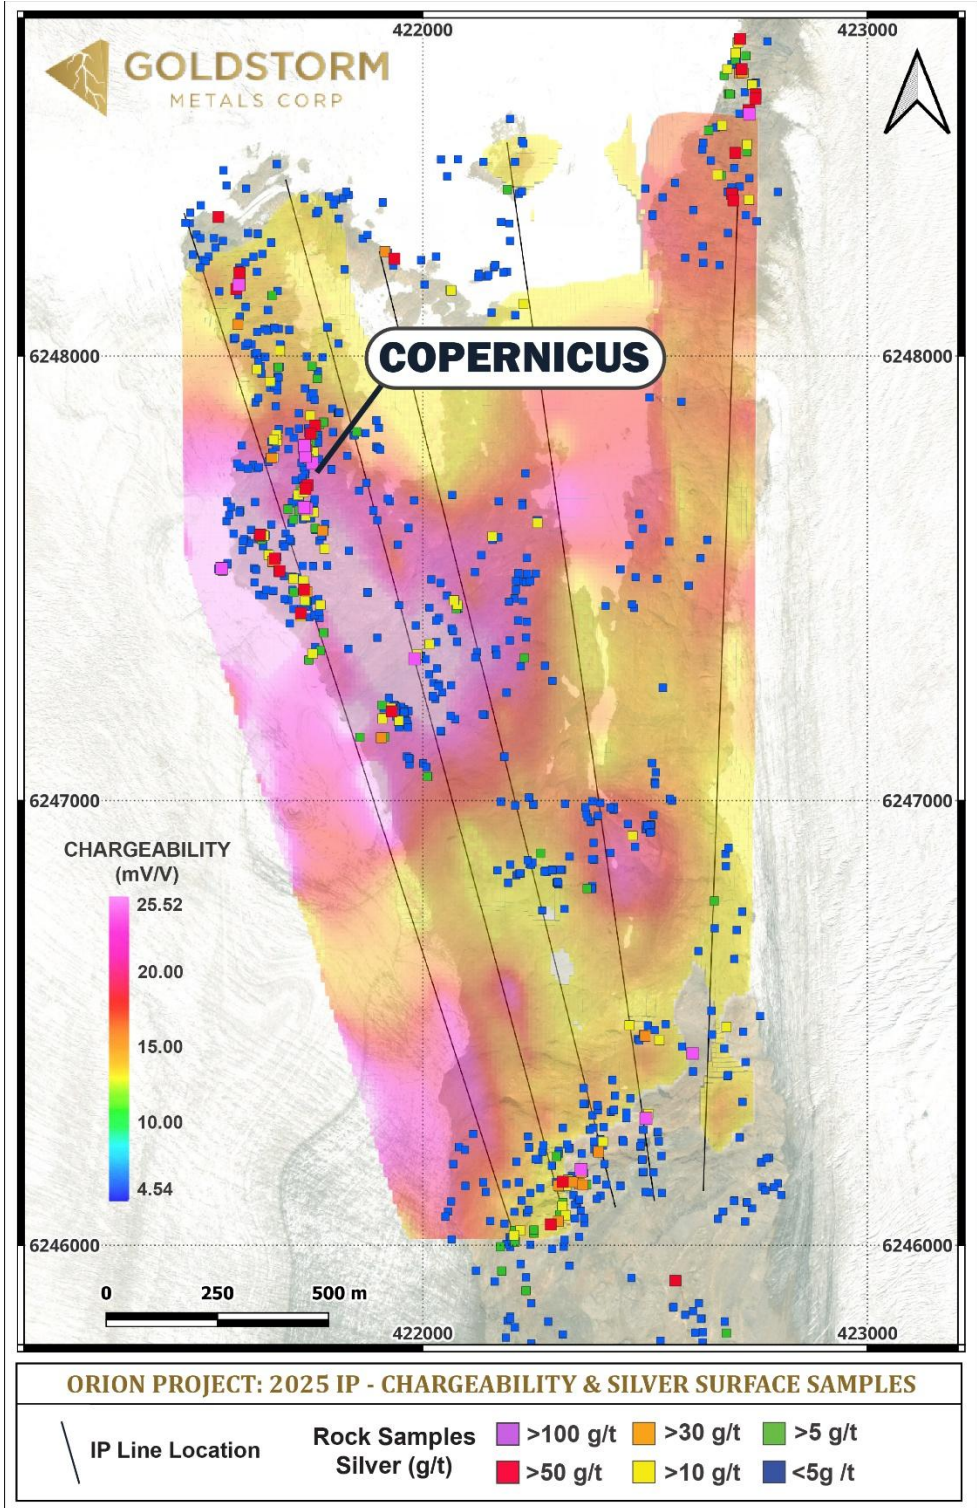 422000
423000
GOLDSTORM
METALS CORP
6248000
6248000
COPERNICUS
6247000
6247000
CHARGEABILITY
(mV/V)
25.52
20.00
15.00
10.00
4.54
6246000
6246000
0 250 500 m
422000
423000
ORION PROJECT: 2025 IP - CHARGEABILITY & SILVER SURFACE SAMPLES
IP Line Location
Rock Samples
Silver (g/t)
>100 g/t
>30 g/t
>5 g/t
>50 g/t
>10 g/t
<5g /t